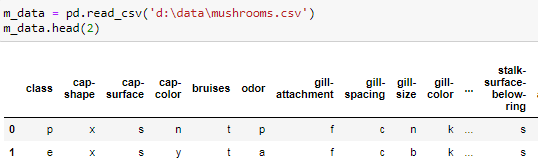 m_data = pd.read_csv('d:\data\mushrooms.csv')
m_data.head(2)
class cap-shape cap-surface cap-color bruises odor gill-attachment gill-spacing gill-size gill-color ... stalk-surface-below-ring
0 p x s n t p f c n k ... s
1 e x s y t a f c b k ... s